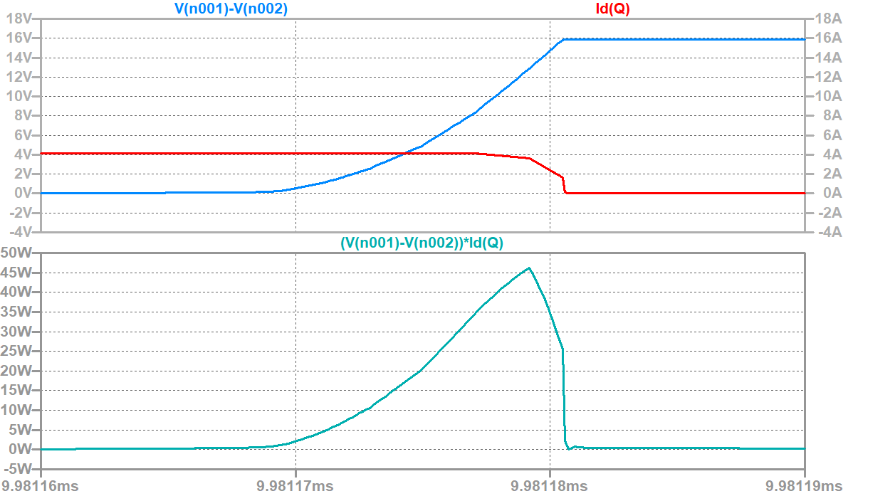 V(n001)-V(n002) Id(Q)
18V 18A
16V 16A
14V 14A
12V 12A
10V 10A
8V 8A
6V 6A
4V 4A
2V 2A
0V 0A
-2V -2A
-4V -4A
(V(n001)-V(n002))*Id(Q)
50W
45W
40W
35W
30W
25W
20W
15W
10W
5W
0W
-5W
9.98116ms 9.98117ms 9.98118ms 9.98119ms